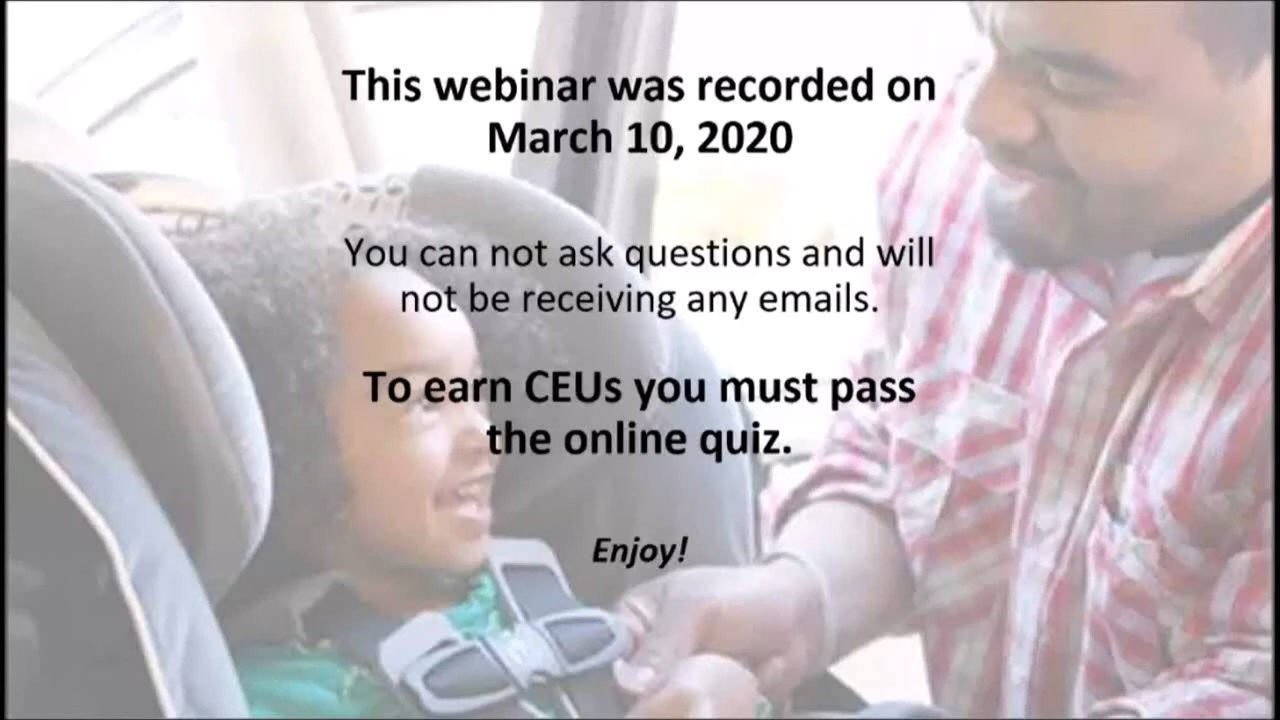 This webinar was recorded on
March 10, 2020
You can not ask questions and will
not be receiving any emails.
To earn CEUs you must pass
the online quiz.
Enjoy!